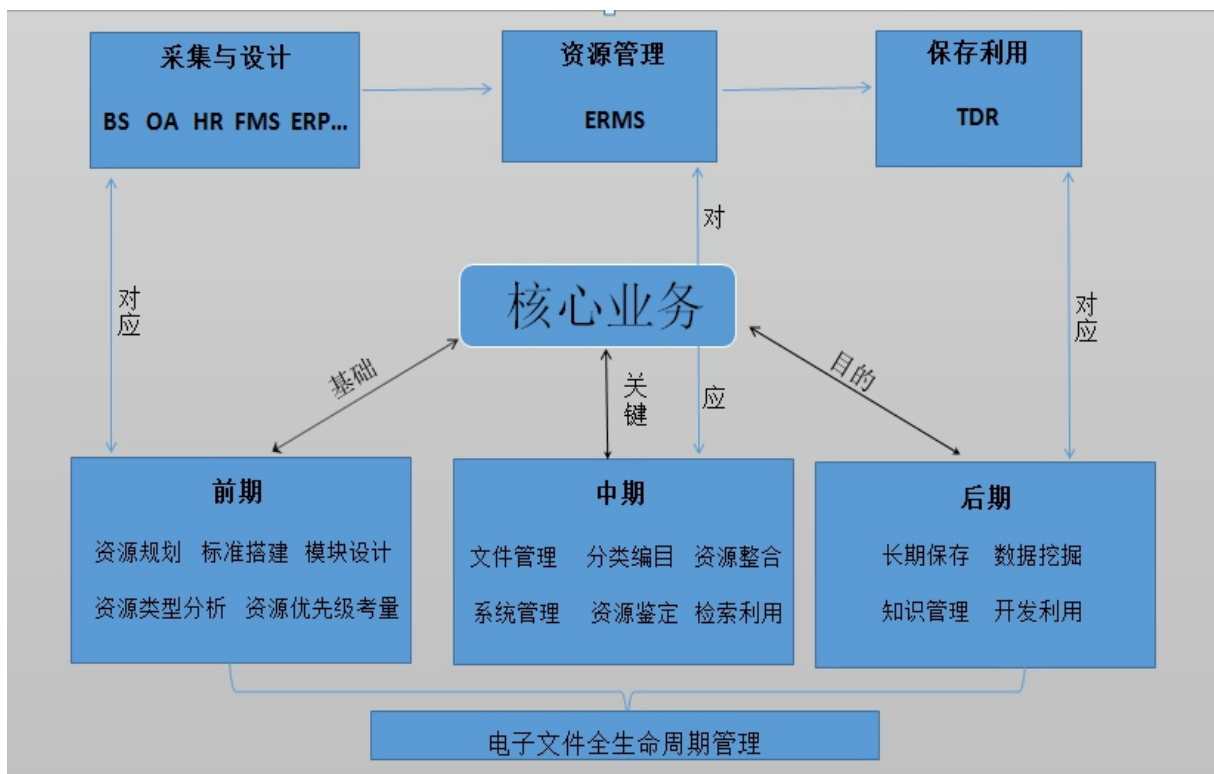 采集与设计
BS OA HR FMS ERP...
资源管理
ERMS
保存利用
TDR
对应
对
应
对应
核心业务
基础
关键
目的
前期
资源规划 标准搭建 模块设计
资源类型分析 资源优先级考量
中期
文件管理 分类编目 资源整合
系统管理 资源鉴定 检索利用
后期
长期保存 数据挖掘
知识管理 开发利用
电子文件全生命周期管理